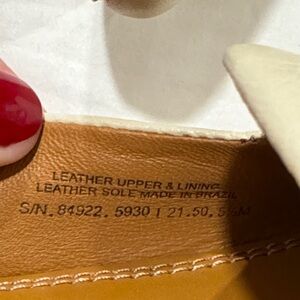 LEATHER UPPER & LINING
LEATHER SOLE MADE IN BRAZIL
S/N. 84922. 5930 I 21.50. 5.5M